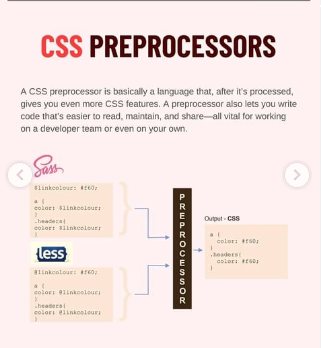 CSS PREPROCESSORS
A CSS preprocessor is basically a language that, after it's processed,
gives you even more CSS features. A preprocessor also lets you write
code that's easier to read, maintain, and share—all vital for working
on a developer team or even on your own.
Sass
$linkcolour: #f60;
a {
color: $linkcolour;
}
.headers{
color: $linkcolour;
}
{less}
@linkcolour: #f60;
a {
color: @linkcolour;
}
.headers{
color: @linkcolour;
}
PREPROCESSOR
Output - CSS
a {
color: #f60;
}
.headers{
color: #f60;
}